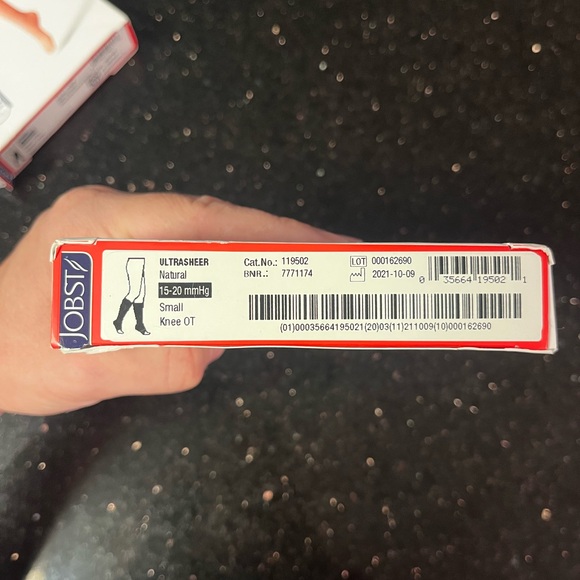 JOBST
ULTRASHEER
Natural
15-20 mmHg
Small
Knee OT
Cat.No.: 119502
BNR.: 7771174
LOT 000162690
2021-10-09
0 35664 19502 1
(01)00035664195021(20)03(11)211009(10)000162690